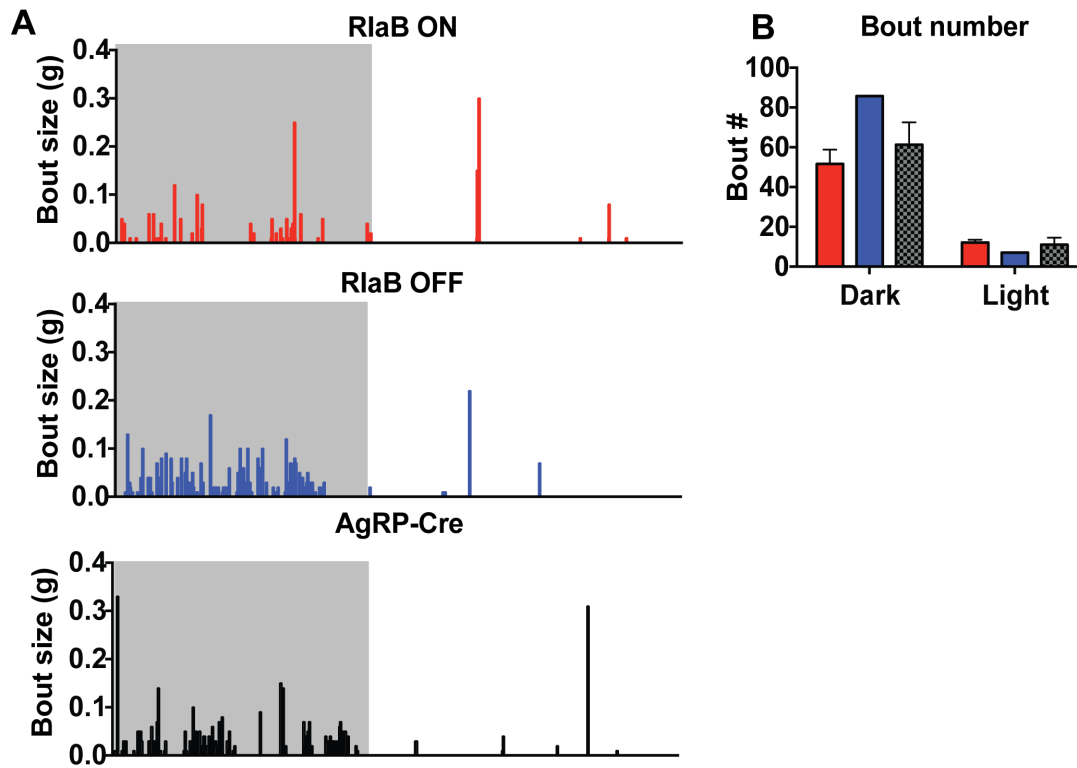 A
RIaB ON
Bout size (g)
0.4
0.3
0.2
0.1
0.0
RIaB OFF
Bout size (g)
0.4
0.3
0.2
0.1
0.0
AgRP-Cre
Bout size (g)
0.4
0.3
0.2
0.1
0.0
B
Bout number
Bout #
100
80
60
40
20
0
Dark Light